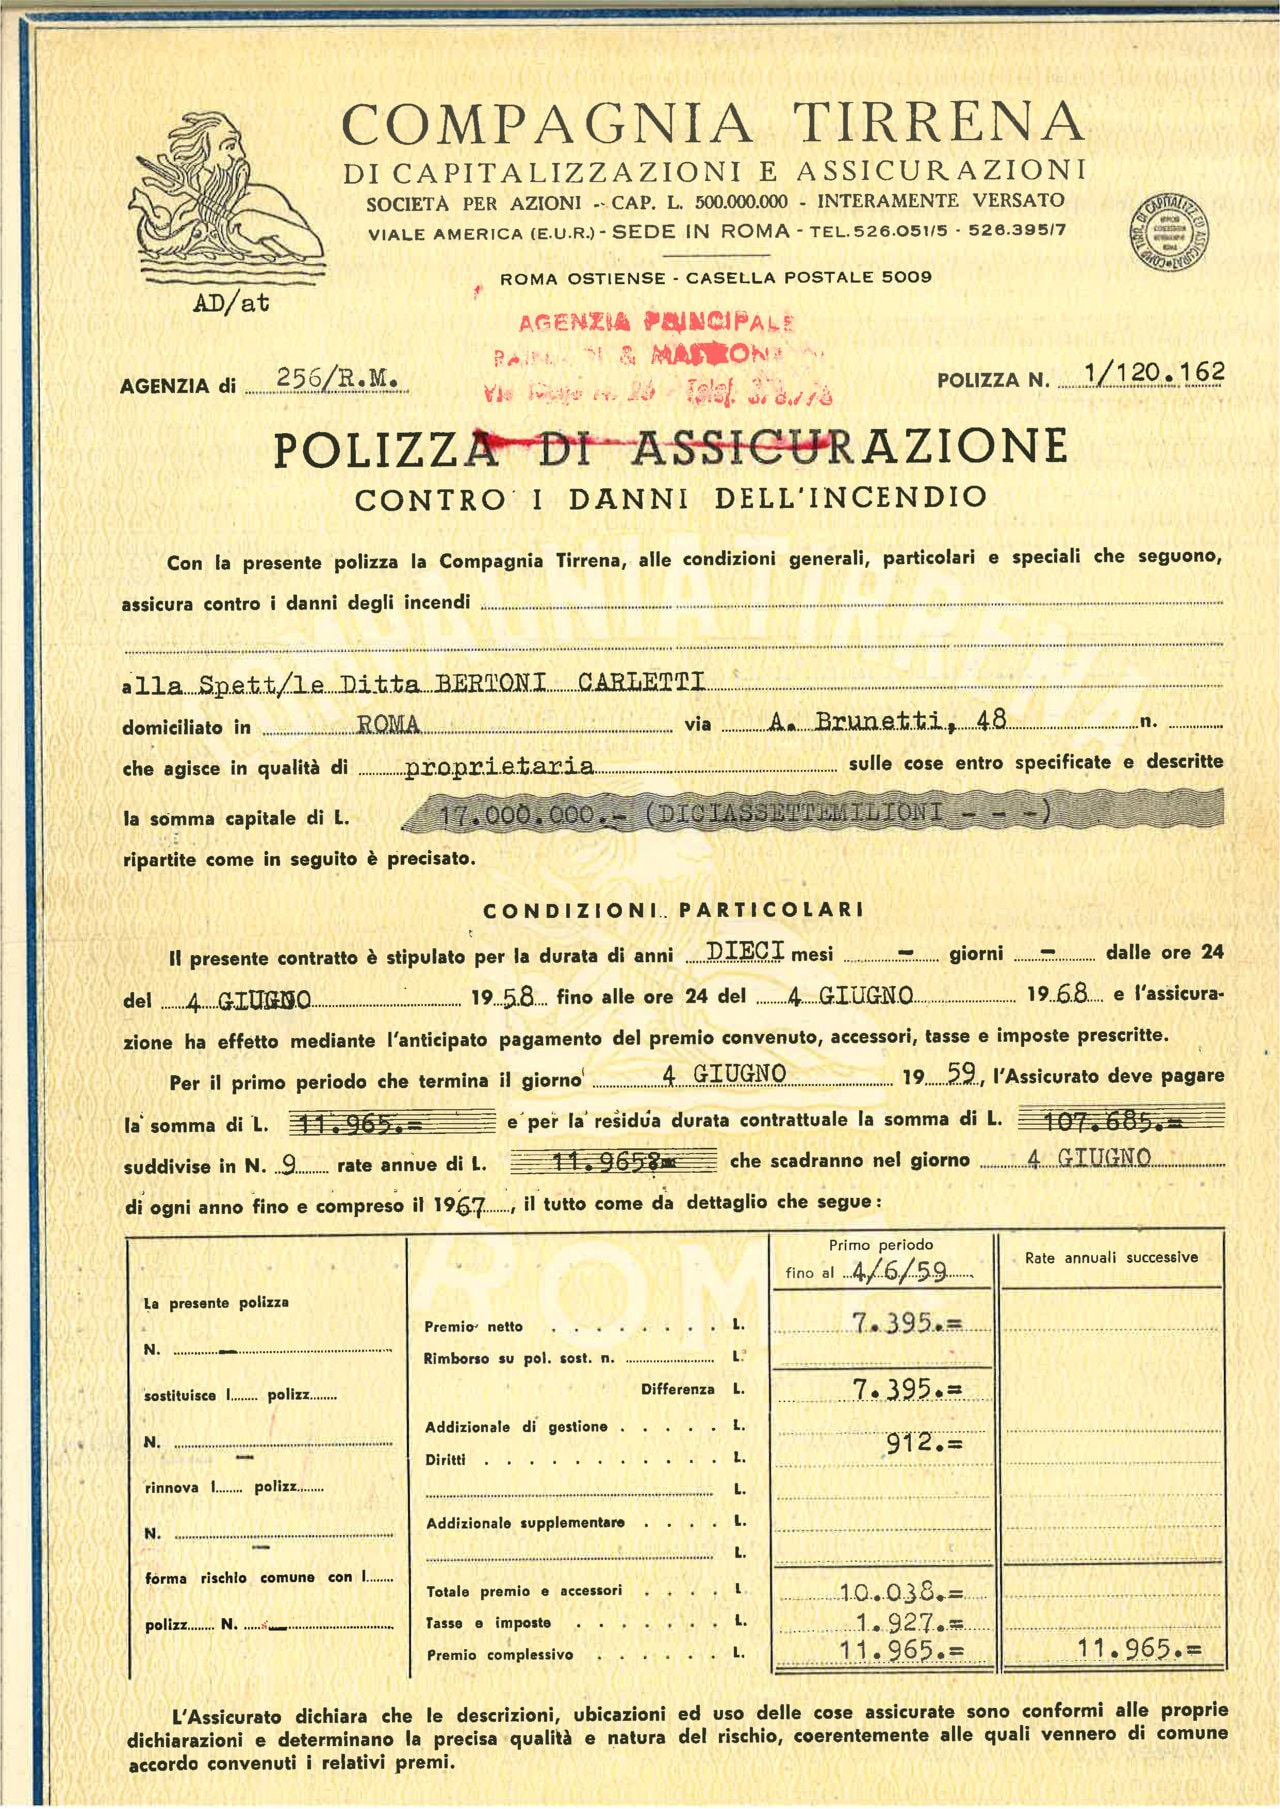 COMPAGNIA TIRRENA
DI CAPITALIZZAZIONI E ASSICURAZIONI
SOCIETÀ PER AZIONI - CAP. L. 500.000.000 - INTERAMENTE VERSATO
VIALE AMERICA (E.U.R.) - SEDE IN ROMA - TEL. 526.051/5 - 526.395/7
ROMA OSTIENSE - CASELLA POSTALE 5009
AD/at
AGENZIA PRINCIPALE
&
Telef.
AGENZIA di 256/R.M.
POLIZZA N. 1/120.162
POLIZZA DI ASSICURAZIONE
CONTRO I DANNI DELL'INCENDIO
Con la presente polizza la Compagnia Tirrena, alle condizioni generali, particolari e speciali che seguono,
assicura contro i danni degli incendi
alla Spett/le Ditta BERTONI CARLETTI
domiciliato in ROMA via A. Brunetti, 48 n.
che agisce in qualità di proprietaria sulle cose entro specificate e descritte
la somma capitale di L. 17.000.000.- (DICIASSETTEMILIONI - - -)
ripartite come in seguito è precisato.
CONDIZIONI PARTICOLARI
Il presente contratto è stipulato per la durata di anni DIECI mesi - giorni - dalle ore 24
del 4 GIUGNO 1958 fino alle ore 24 del 4 GIUGNO 1968 e l'assicura-
zione ha effetto mediante l'anticipato pagamento del premio convenuto, accessori, tasse e imposte prescritte.
Per il primo periodo che termina il giorno 4 GIUGNO 1959, l'Assicurato deve pagare
la somma di L. 11.965.= e per la residua durata contrattuale la somma di L. 107.685.=
suddivise in N. 9 rate annue di L. 11.965.= che scadranno nel giorno 4 GIUGNO
di ogni anno fino e compreso il 1967, il tutto come da dettaglio che segue:
La presente polizza
N. -
sostituisce l polizz
N. -
rinnova l polizz
N. -
forma rischio comune con l
polizz N. -
Primo periodo
fino al 4/6/59
Rate annuali successive
Premio netto L. 7.395.=
Rimborso su pol. sost. n. L.
Differenza L. 7.395.=
Addizionale di gestione L. 912.=
Diritti L.
L.
Addizionale supplementare L.
L.
Totale premio e accessori L 10.038.=
Tasse e imposte L. 1.927.=
Premio complessivo L. 11.965.= 11.965.=
L'Assicurato dichiara che le descrizioni, ubicazioni ed uso delle cose assicurate sono conformi alle proprie
dichiarazioni e determinano la precisa qualità e natura del rischio, coerentemente alle quali vennero di comune
accordo convenuti i relativi premi.